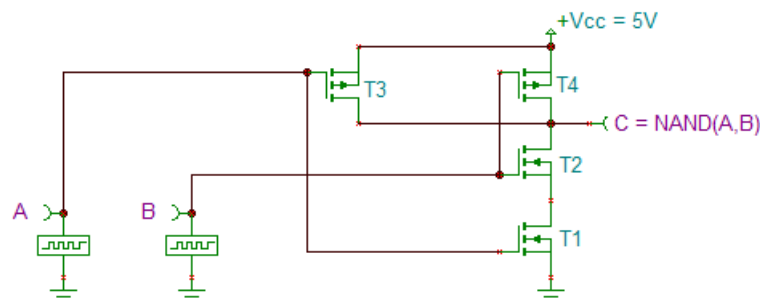 +Vcc = 5V
T3
T4
C = NAND(A,B)
T2
A
B
T1